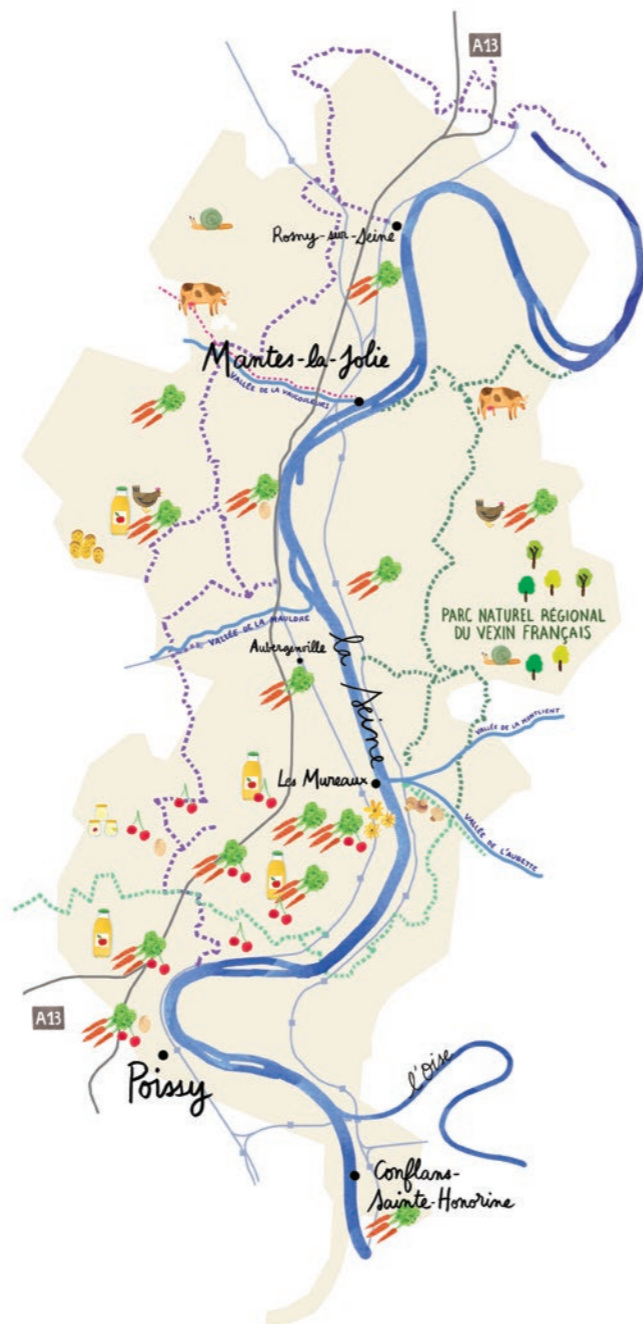 A13
Rosny-sur-Seine
Mantes-la-Jolie
VALLÉE DE LA VAUCOULEURS
PARC NATUREL RÉGIONAL
DU VEXIN FRANÇAIS
VALLÉE DE LA MAULDRE
Aubergenville
la Seine
VALLÉE DE LA MONTCIENT
Les Mureaux
VALLÉE DE L'AUBETTE
A13
Poissy
l'Oise
Conflans-
Sainte-Honorine